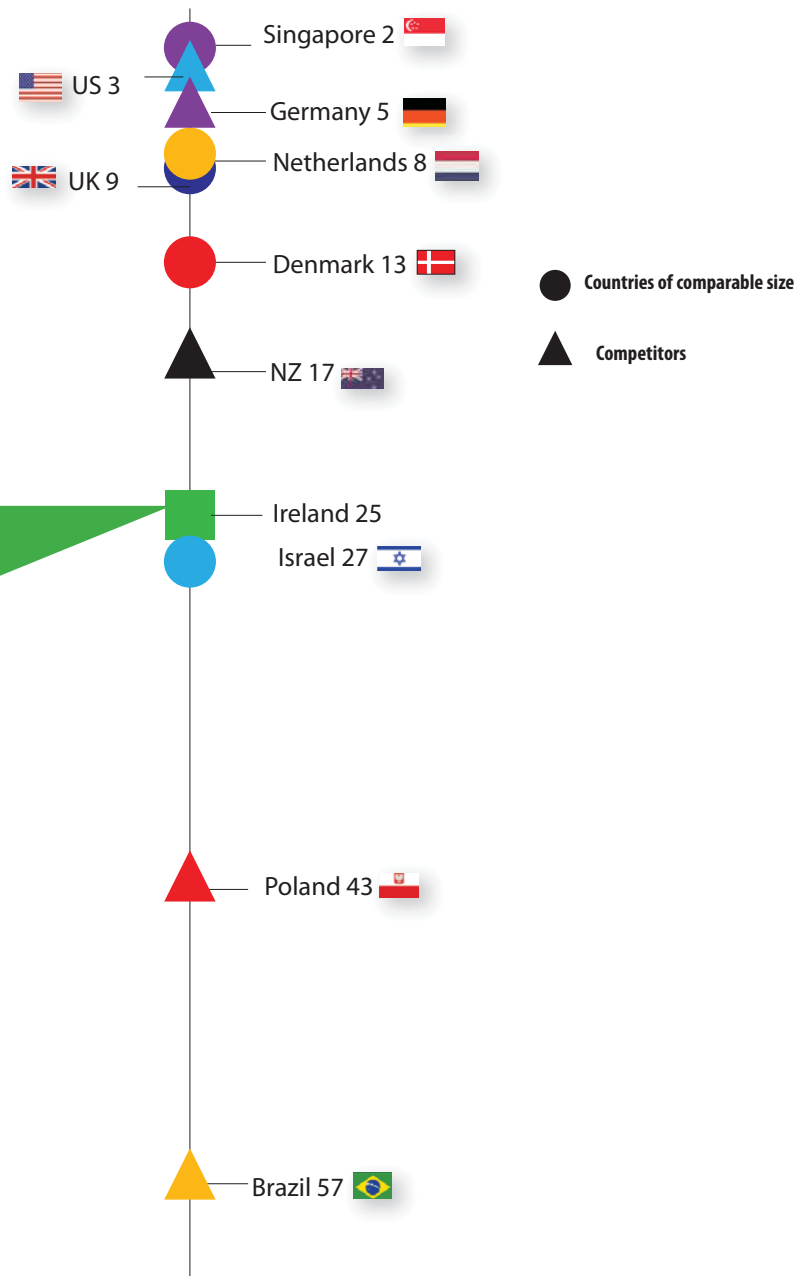 Singapore 2
US 3
Germany 5
Netherlands 8
UK 9
Denmark 13
Countries of comparable size
Competitors
NZ 17
Ireland 25
Israel 27
Poland 43
Brazil 57